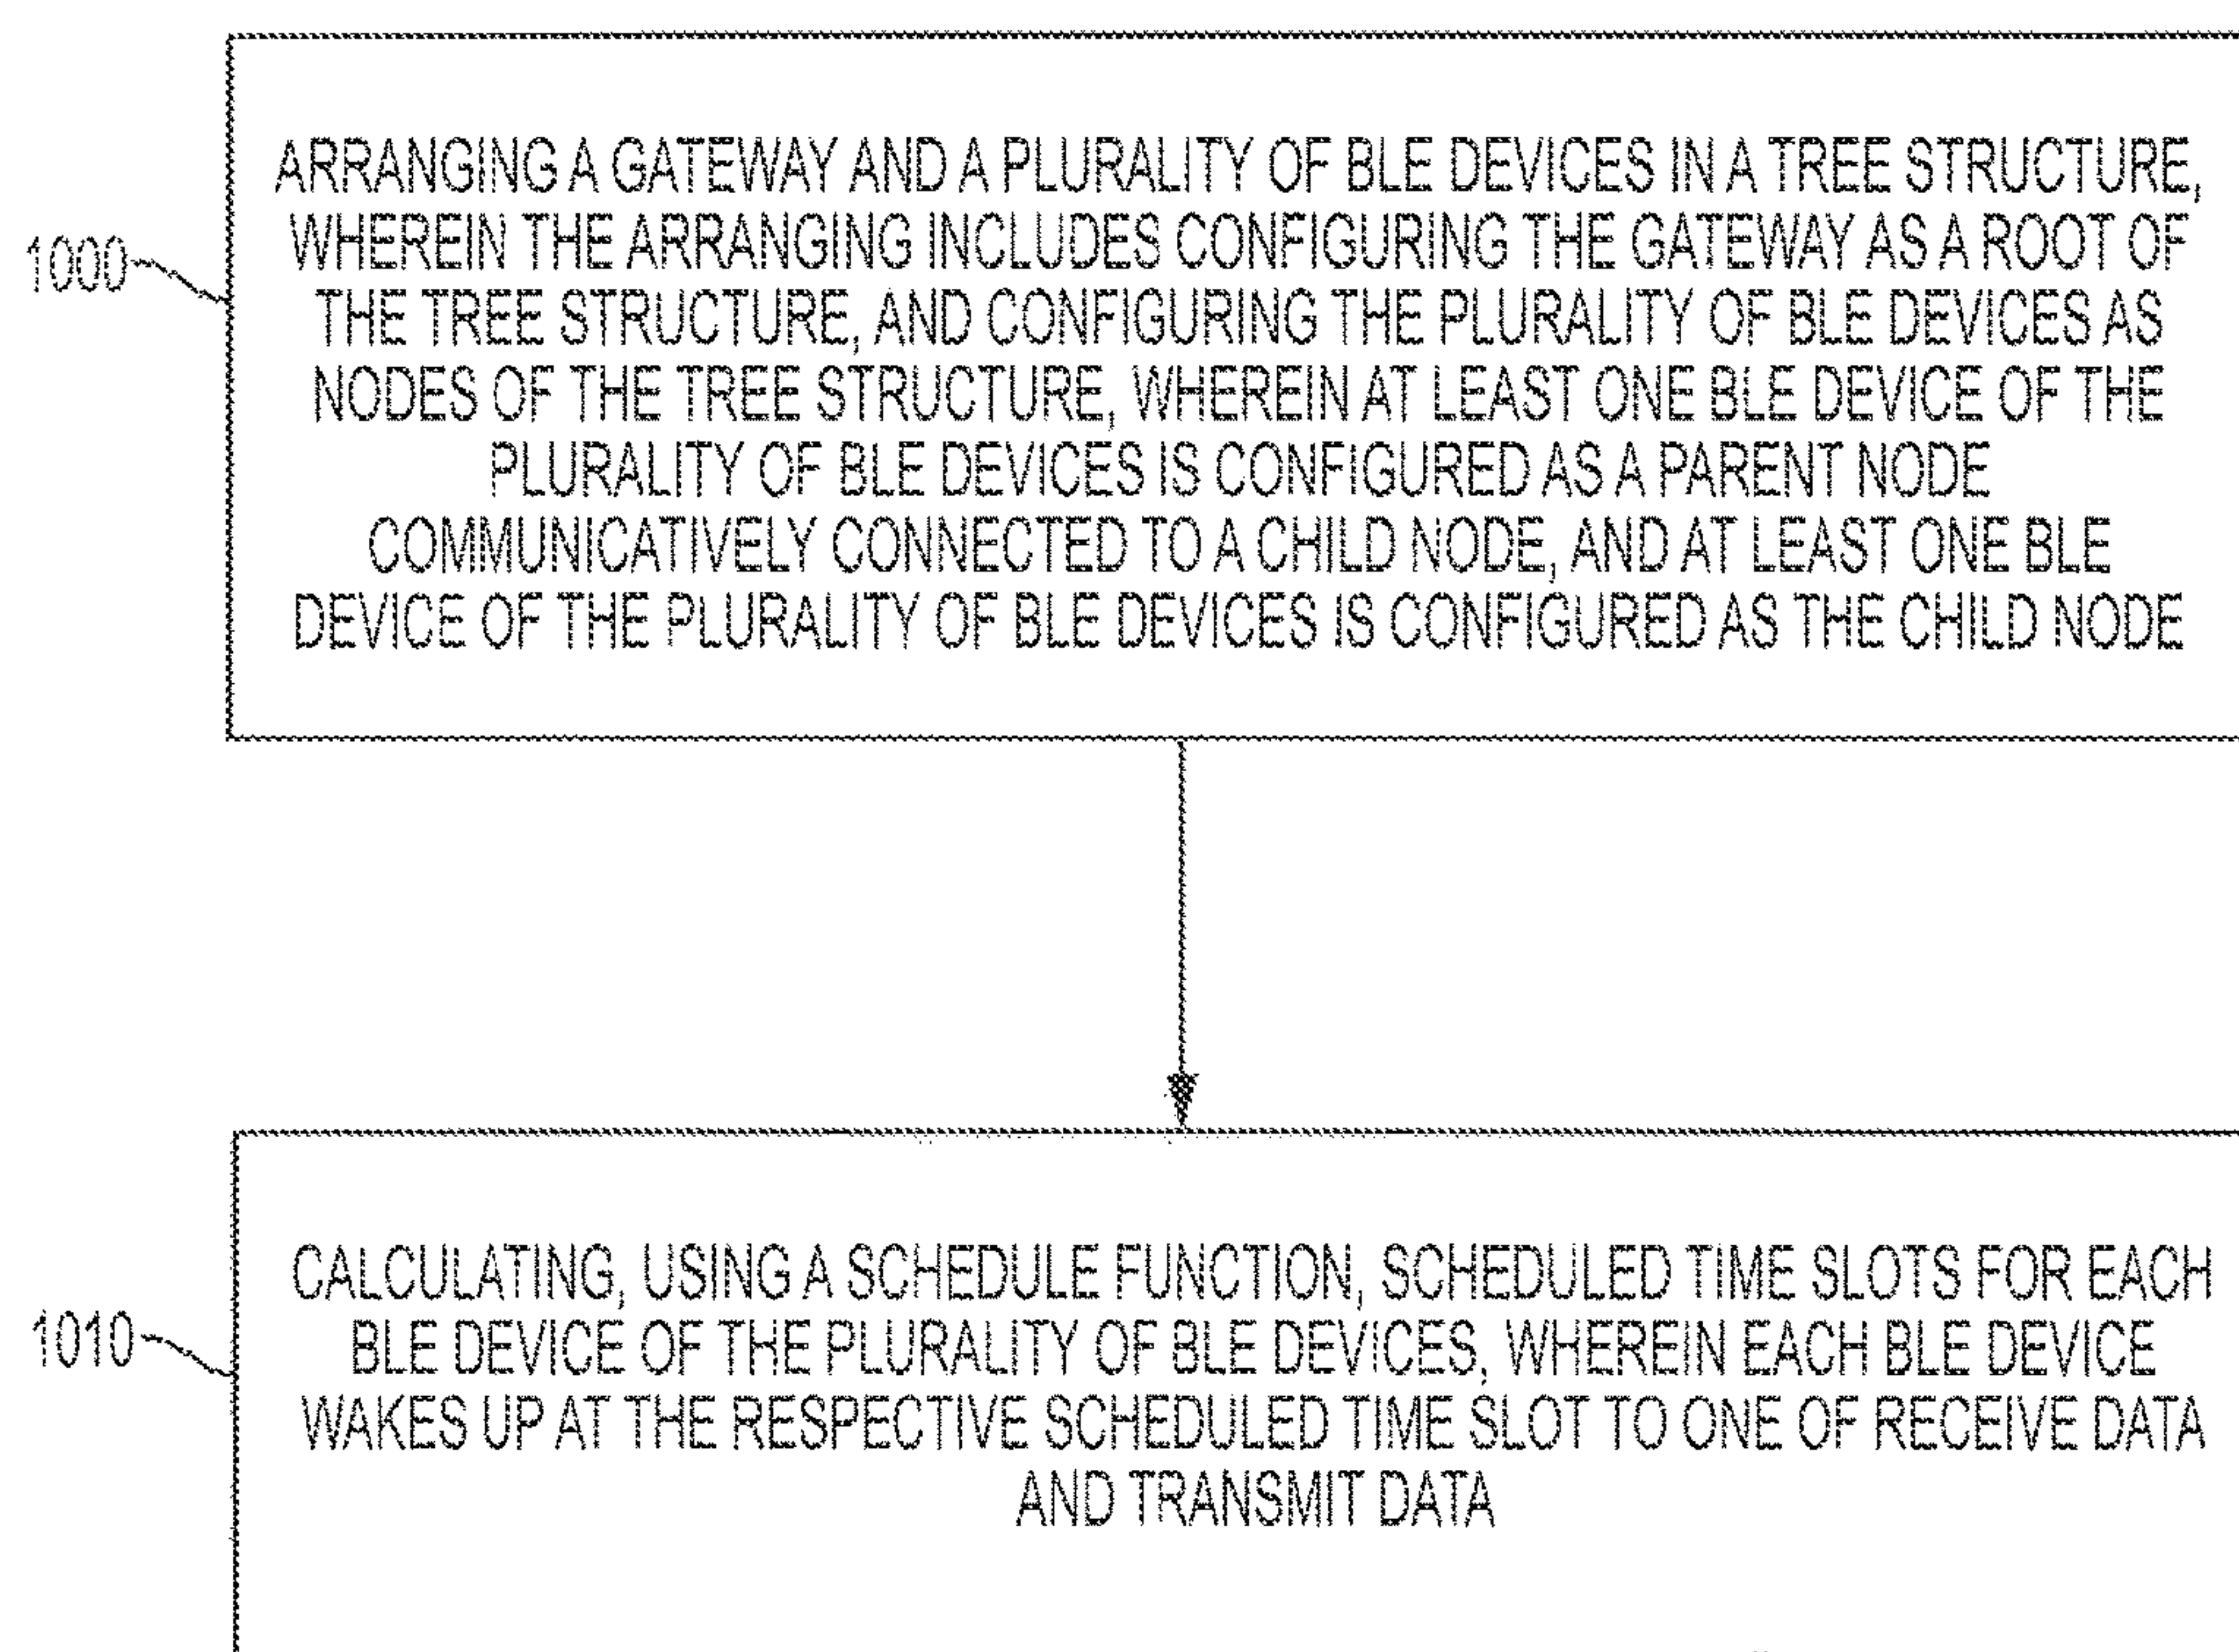 ARRANGING A GATEWAY AND A PLURALITY OF BLE DEVICES IN A TREE STRUCTURE,
WHEREIN THE ARRANGING INCLUDES CONFIGURING THE GATEWAY AS A ROOT OF
1000
THE TREE STRUCTURE, AND CONFIGURING THE PLURALITY OF BLE DEVICES AS
NODES OF THE TREE STRUCTURE, WHEREIN AT LEAST ONE BLE DEVICE OF THE
PLURALITY OF BLE DEVICES IS CONFIGURED AS A PARENT NODE
COMMUNICATIVELY CONNECTED TO A CHILD NODE, AND AT LEAST ONE BLE
DEVICE OF THE PLURALITY OF BLE DEVICES IS CONFIGURED AS THE CHILD NODE
CALCULATING, USING A SCHEDULE FUNCTION, SCHEDULED TIME SLOTS FOR EACH
1010
BLE DEVICE OF THE PLURALITY OF BLE DEVICES, WHEREIN EACH BLE DEVICE
WAKES UP AT THE RESPECTIVE SCHEDULED TIME SLOT TO ONE OF RECEIVE DATA
AND TRANSMIT DATA